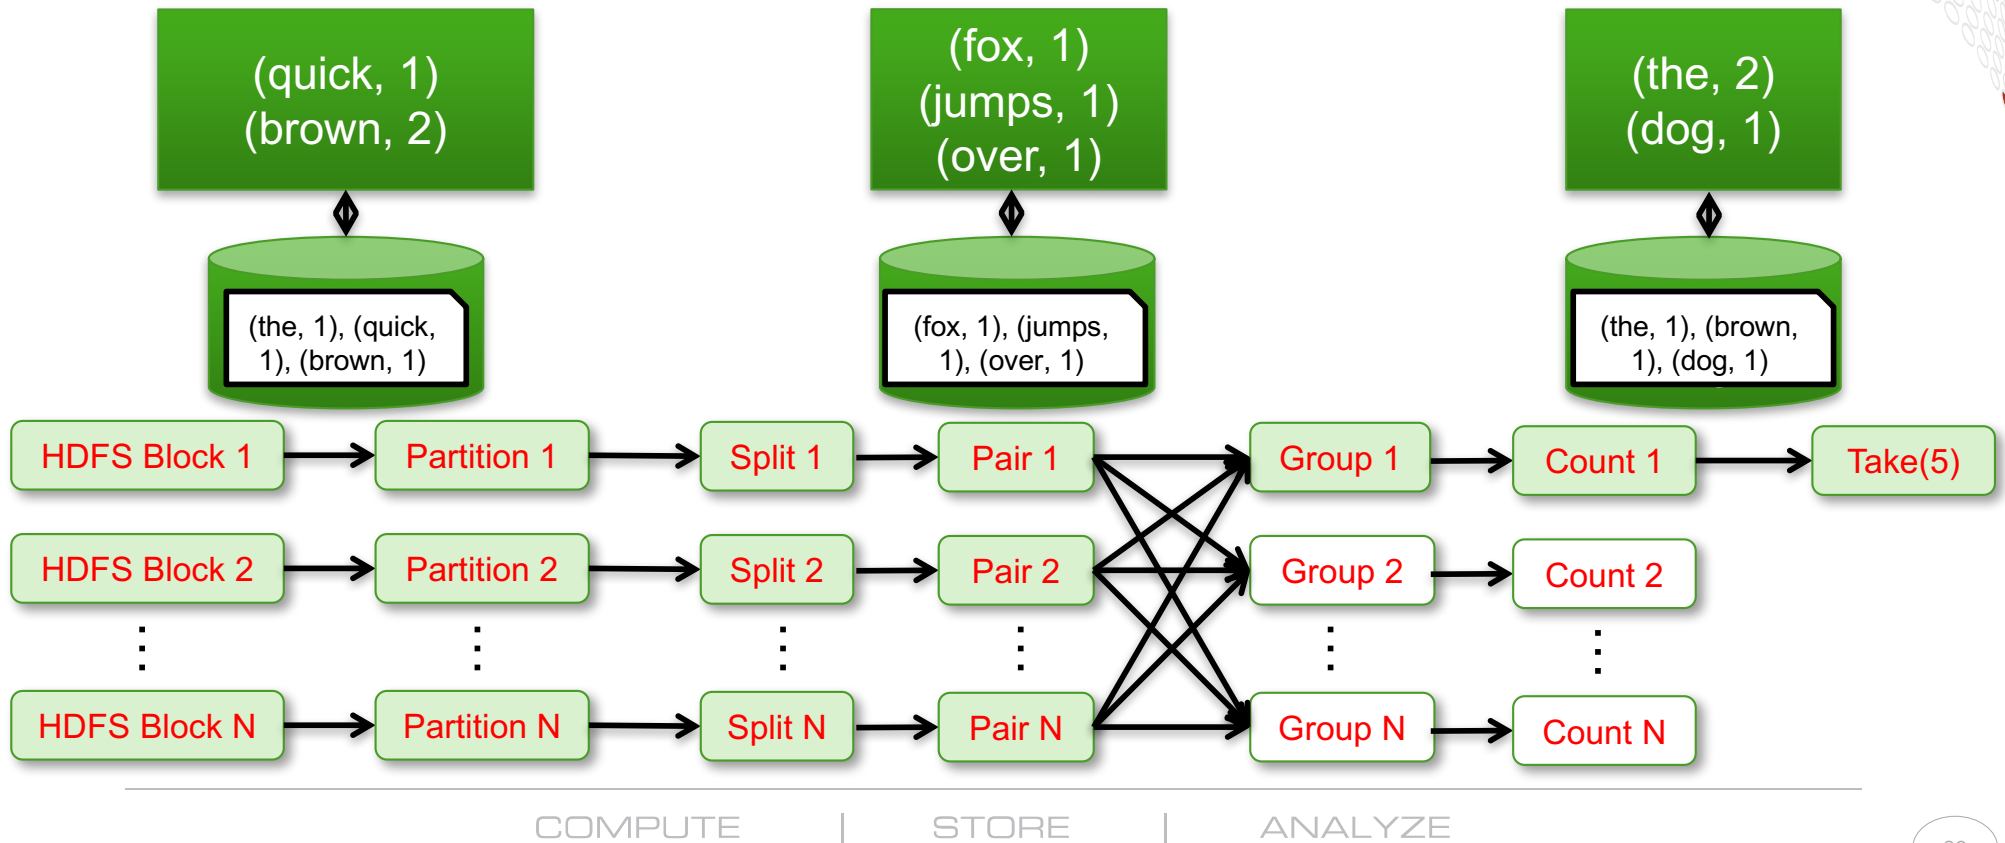 (quick, 1)
(brown, 2)
(fox, 1)
(jumps, 1)
(over, 1)
(the, 2)
(dog, 1)
(the, 1), (quick,
1), (brown, 1)
(fox, 1), (jumps,
1), (over, 1)
(the, 1), (brown,
1), (dog, 1)
HDFS Block 1
Partition 1
Split 1
Pair 1
Group 1
Count 1
Take(5)
HDFS Block 2
Partition 2
Split 2
Pair 2
Group 2
Count 2
HDFS Block N
Partition N
Split N
Pair N
Group N
Count N
COMPUTE | STORE | ANALYZE